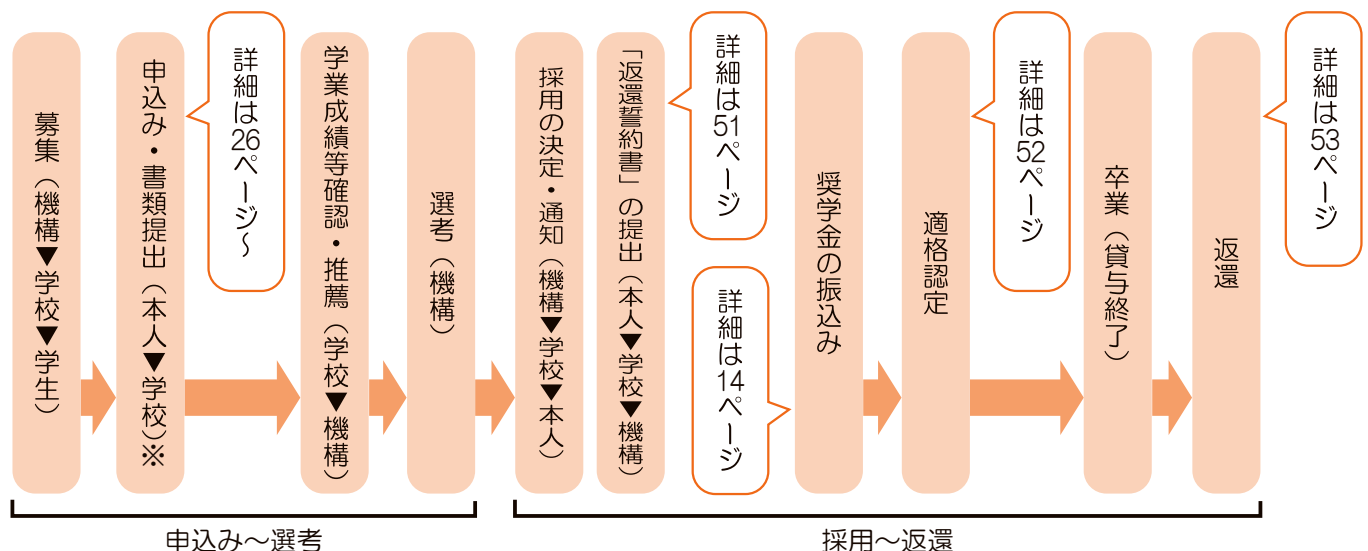 募集（機構▼学校▼学生）
申込み・書類提出（本人▼学校）※
詳細は26ページ～
学業成績等確認・推薦（学校▼機構）
選考（機構）
採用の決定・通知（機構▼学校▼本人）
「返還誓約書」の提出（本人▼学校▼機構）
詳細は51ページ
詳細は14ページ
奨学金の振込み
適格認定
詳細は52ページ
卒業（貸与終了）
返還
詳細は53ページ
申込み～選考
採用～返還